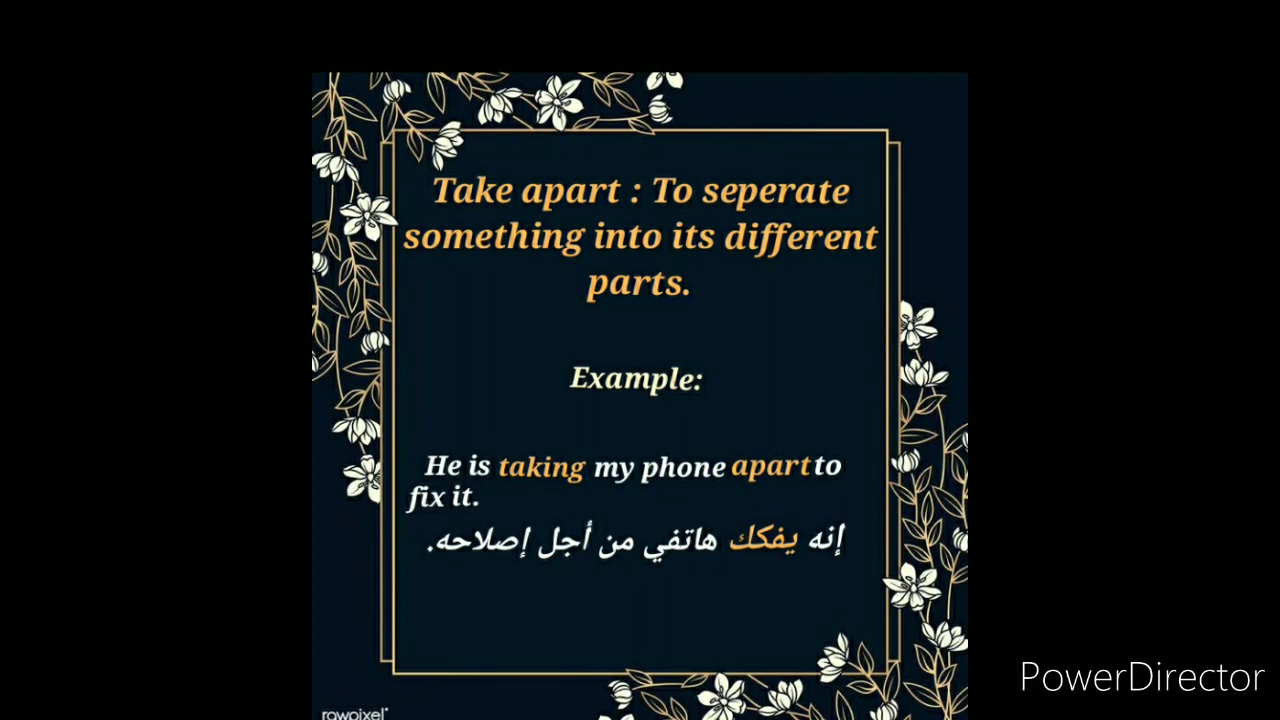 Take apart : To seperate
something into its different
parts.
Example:
He is taking my phone apart to
fix it.
إنه يفكك هاتفي من أجل إصلاحه.
PowerDirector
rawpixel